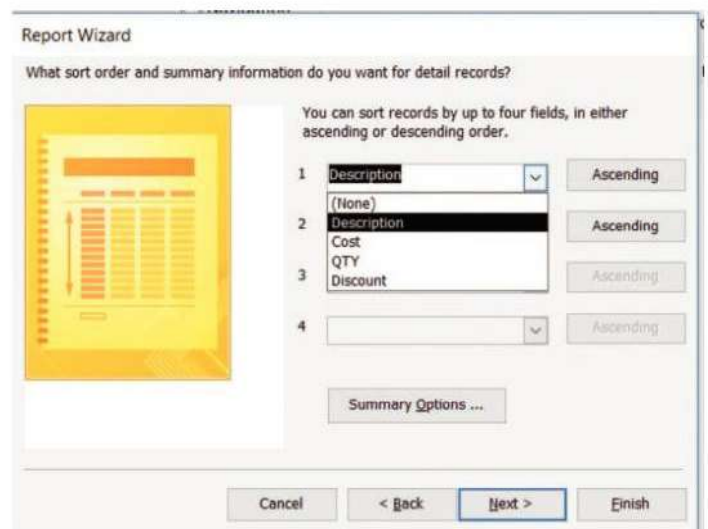 Report Wizard
What sort order and summary information do you want for detail records?
You can sort records by up to four fields, in either
ascending or descending order.
1 Description Ascending
(None)
2 Description Ascending
Cost
QTY
3 Discount Ascending
4 Ascending
Summary Options ...
Cancel < Back Next > Finish